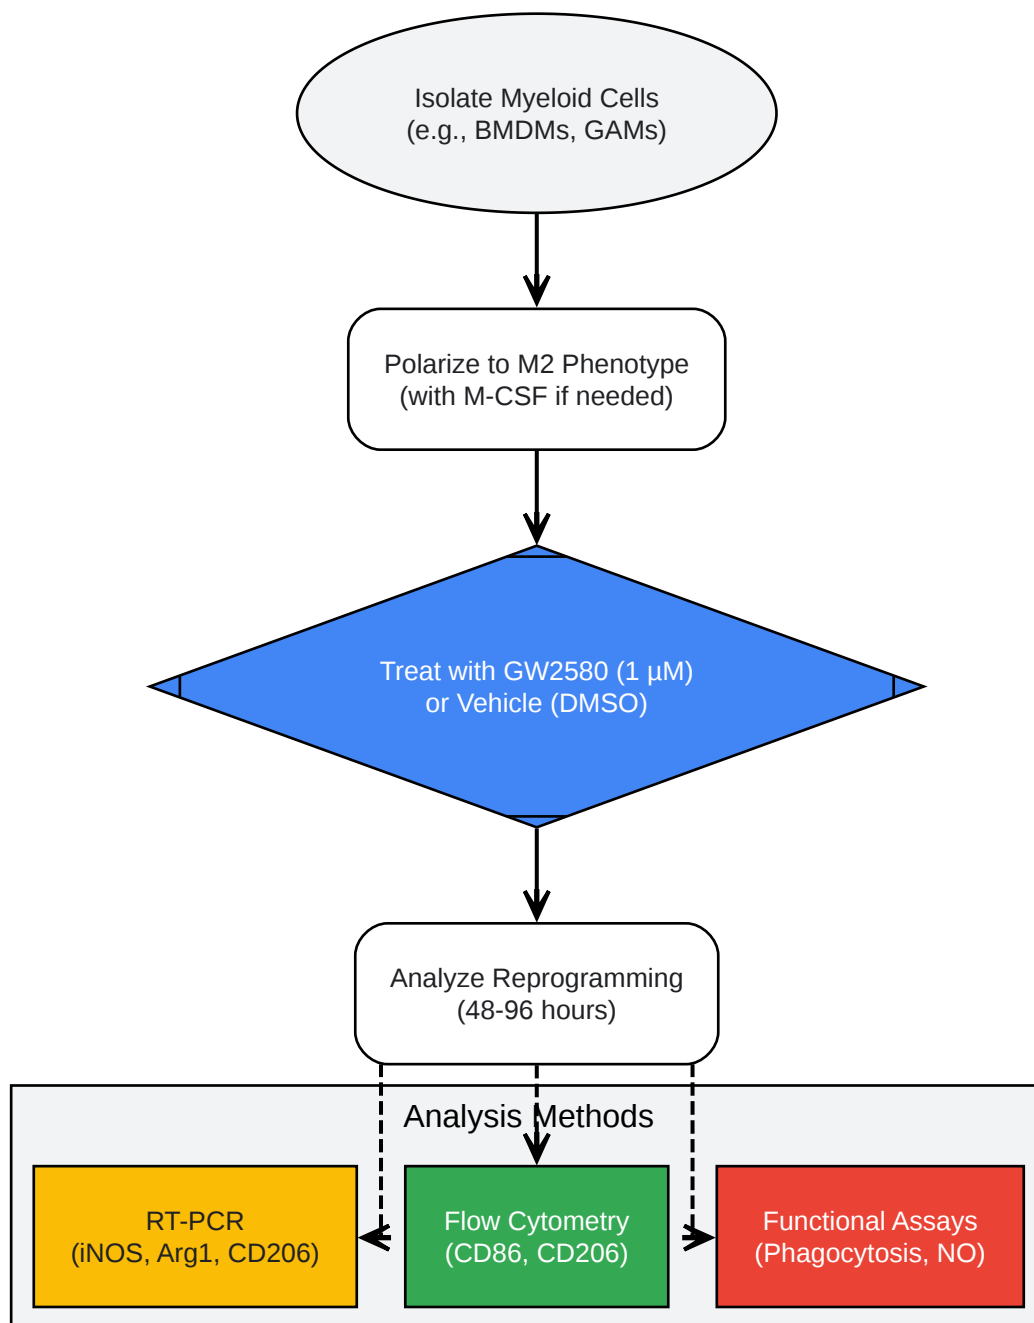 Isolate Myeloid Cells
(e.g., BMDMs, GAMs)
Polarize to M2 Phenotype
(with M-CSF if needed)
Treat with GW2580 (1 µM)
or Vehicle (DMSO)
Analyze Reprogramming
(48-96 hours)
Analysis Methods
RT-PCR
(iNOS, Arg1, CD206)
Flow Cytometry
(CD86, CD206)
Functional Assays
(Phagocytosis, NO)